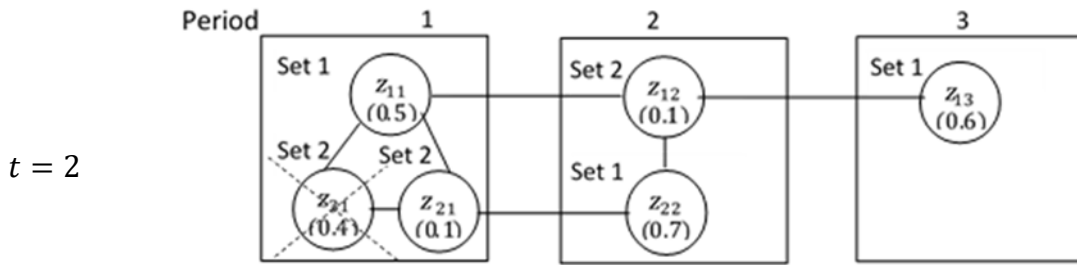 Period 1 2 3
Set 1 Set 2 Set 1
z₁₁ z₁₂ z₁₃
(0.5) (0.1) (0.6)
t = 2
Set 2 Set 2 Set 1
z₃₁ z₂₁ z₂₂
(0.4) (0.1) (0.7)